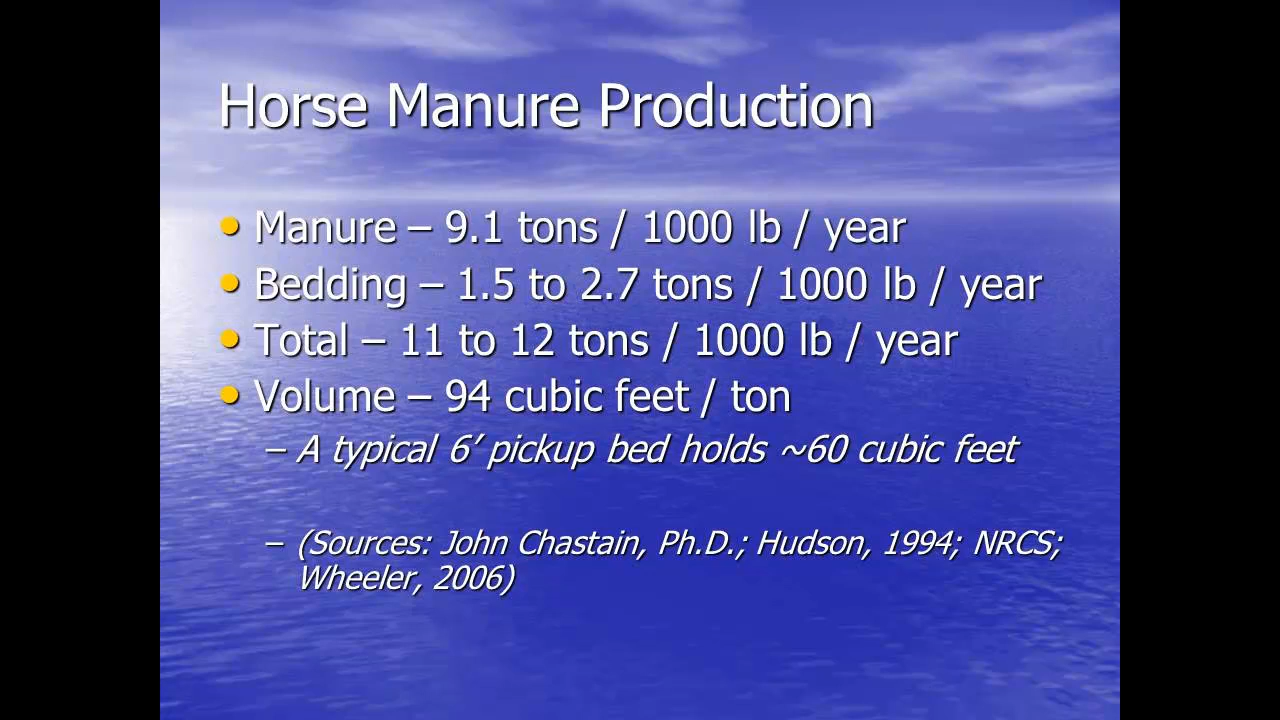 Horse Manure Production
• Manure – 9.1 tons / 1000 lb / year
• Bedding – 1.5 to 2.7 tons / 1000 lb / year
• Total – 11 to 12 tons / 1000 lb / year
• Volume – 94 cubic feet / ton
– A typical 6’ pickup bed holds ~60 cubic feet
– (Sources: John Chastain, Ph.D.; Hudson, 1994; NRCS;
Wheeler, 2006)